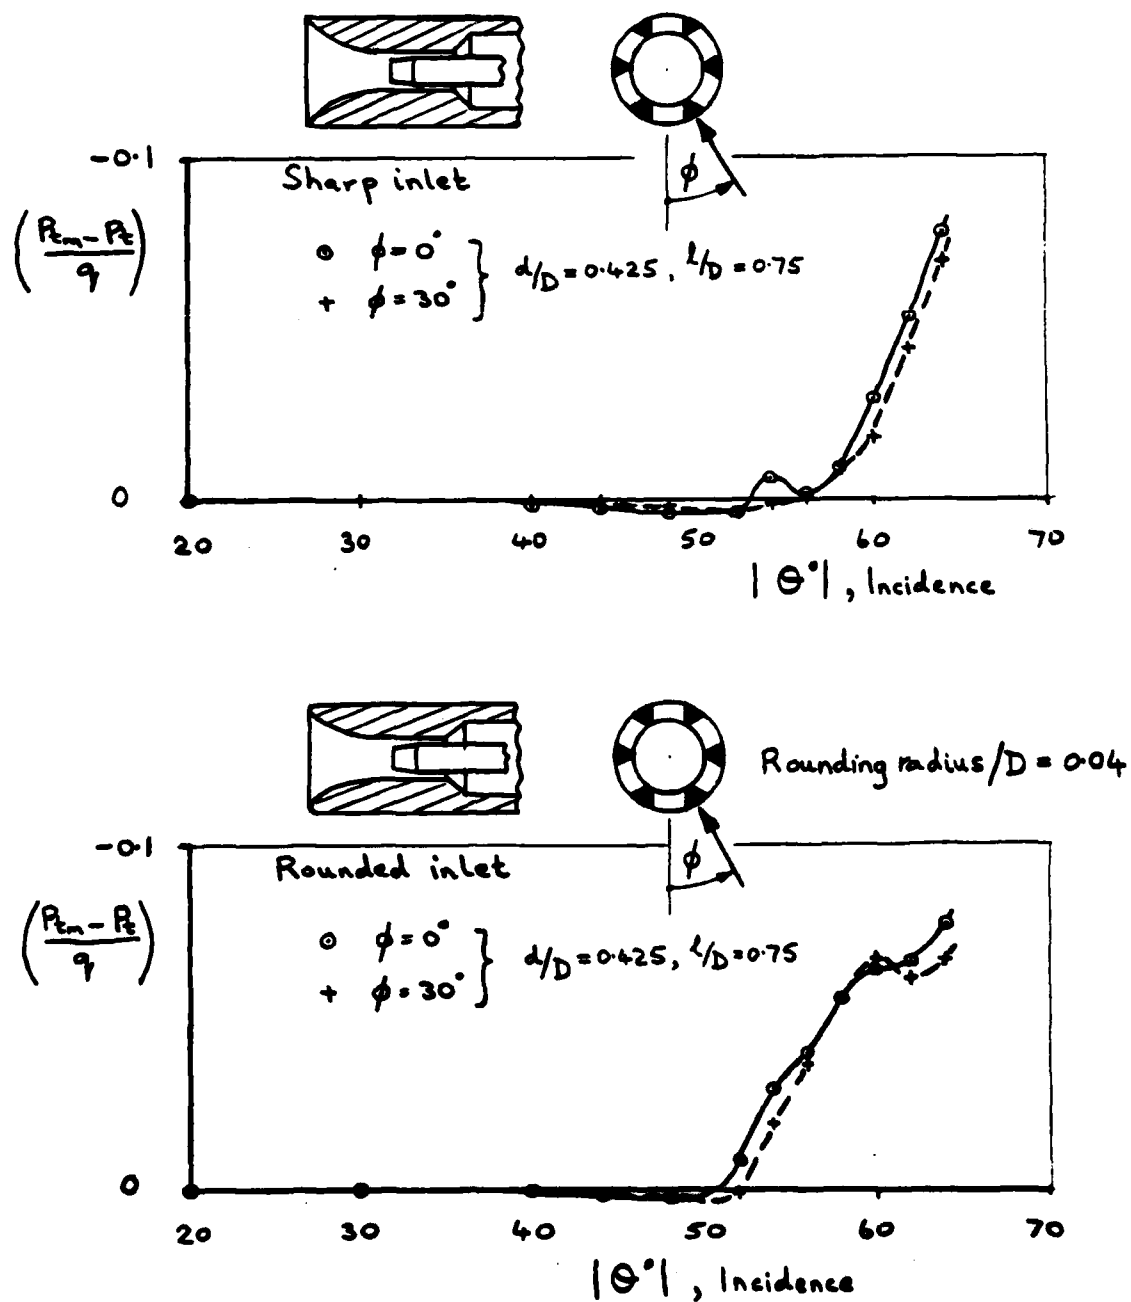 -0.1
ϕ
Sharp inlet
(Ptm - Pt / q)
⊙ ϕ = 0°
+ ϕ = 30°
d/D = 0.425, l/D = 0.75
0
20 30 40 50 60 70
|θ°|, Incidence
Rounding radius/D = 0.04
-0.1
ϕ
Rounded inlet
(Ptm - Pt / q)
⊙ ϕ = 0°
+ ϕ = 30°
d/D = 0.425, l/D = 0.75
0
20 30 40 50 60 70
|θ°|, Incidence